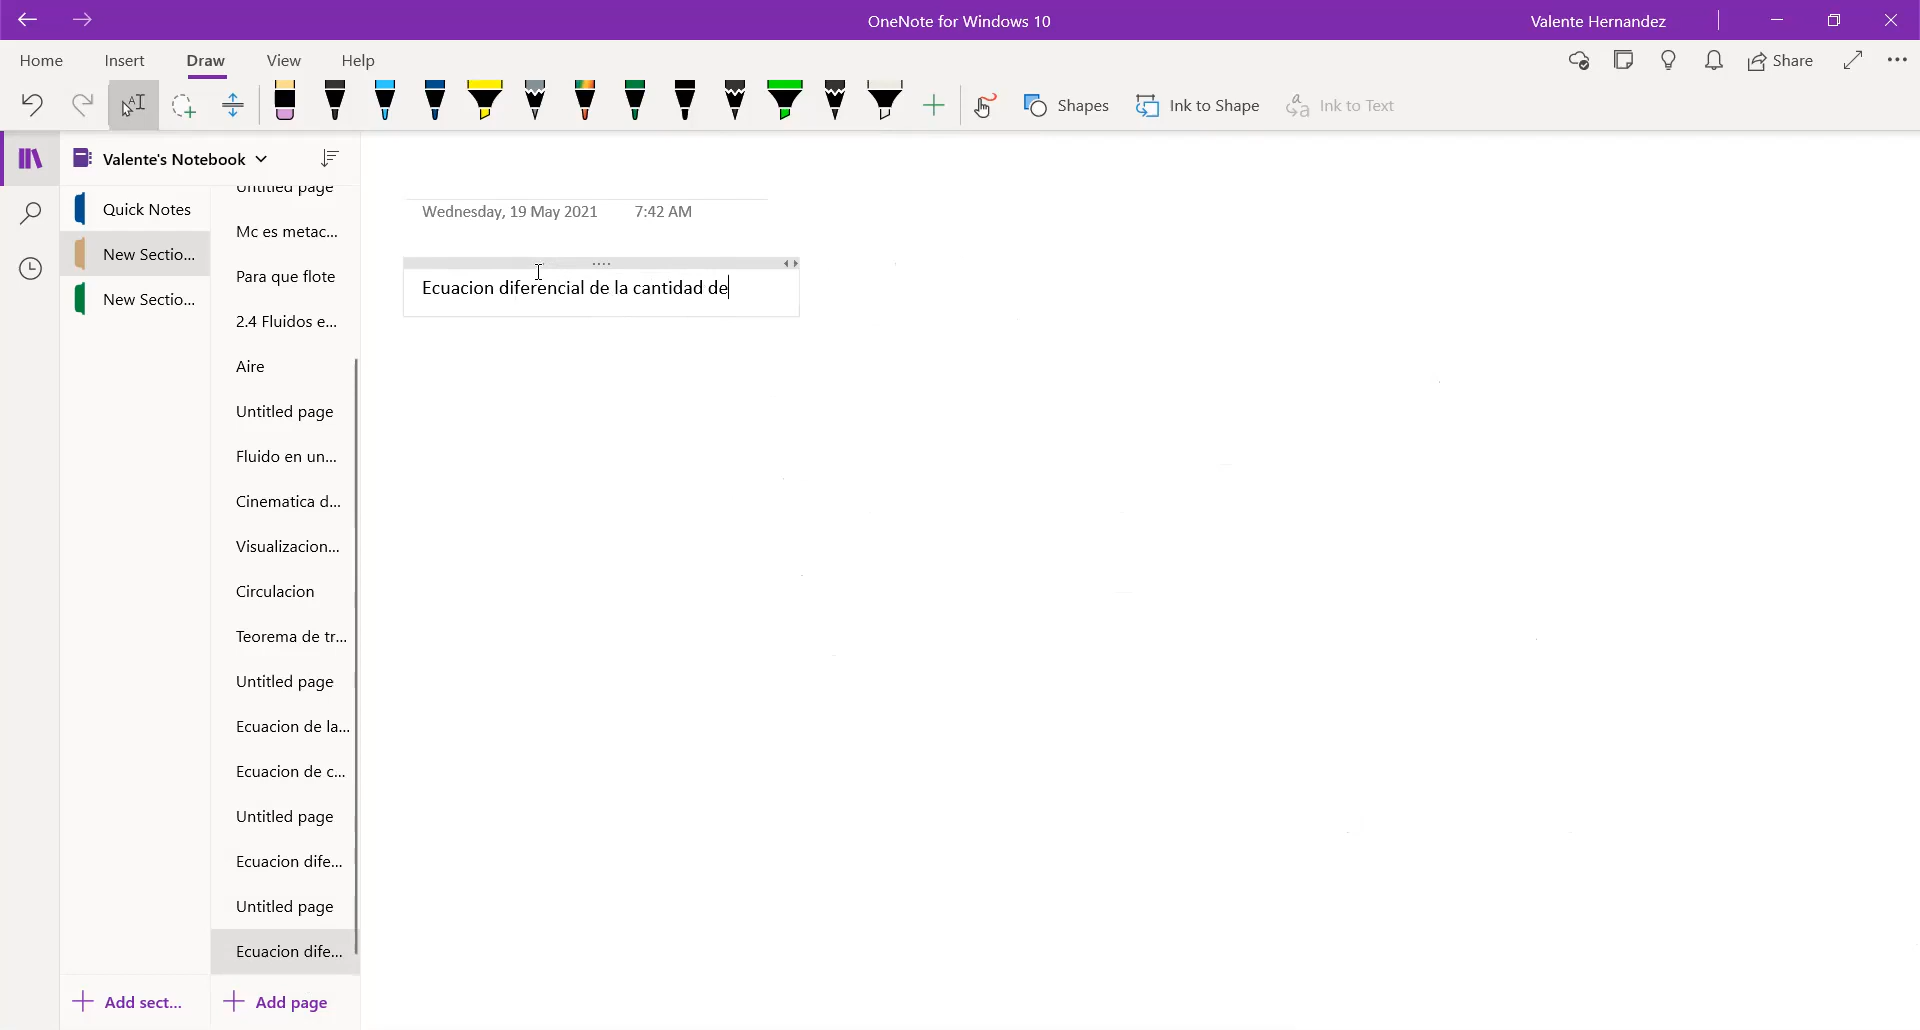 OneNote for Windows 10
Valente Hernandez
Home
Insert
Draw
View
Help
Share
Shapes
Ink to Shape
Ink to Text
Valente's Notebook
Quick Notes
New Sectio...
New Sectio...
Untitled page
Mc es metac...
Para que flote
2.4 Fluidos e...
Aire
Untitled page
Fluido en un...
Cinematica d...
Visualizacion...
Circulacion
Teorema de tr...
Untitled page
Ecuacion de la...
Ecuacion de c...
Untitled page
Ecuacion dife...
Untitled page
Ecuacion dife...
Add sect...
Add page
Wednesday, 19 May 2021 7:42 AM
Ecuacion diferencial de la cantidad de